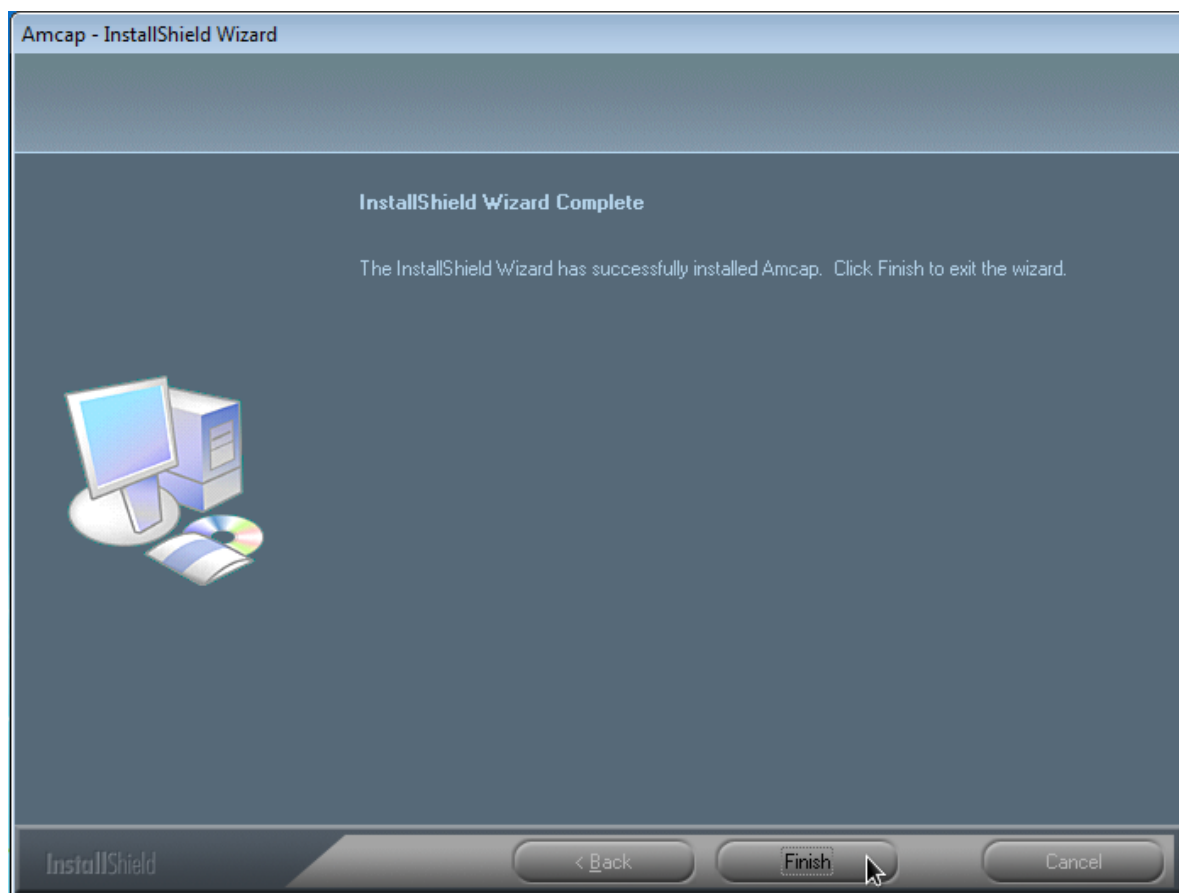 Amcap - InstallShield Wizard
InstallShield Wizard Complete
The InstallShield Wizard has successfully installed Amcap. Click Finish to exit the wizard.
InstallShield
< Back
Finish
Cancel